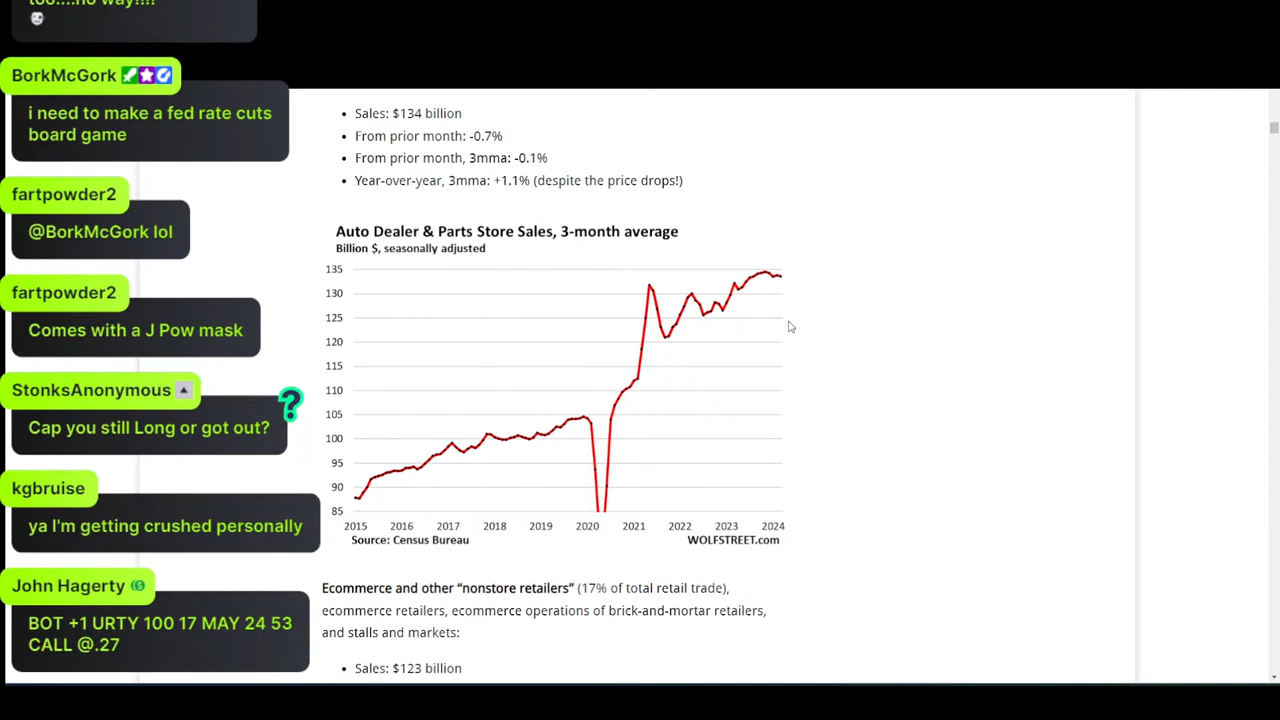 too....no way!!!!
BorkMcGork
i need to make a fed rate cuts
board game
fartpowder2
@BorkMcGork lol
fartpowder2
Comes with a J Pow mask
StonksAnonymous
Cap you still Long or got out?
?
kgbruise
ya I'm getting crushed personally
John Hagerty
BOT +1 URTY 100 17 MAY 24 53
CALL @.27
• Sales: $134 billion
• From prior month: -0.7%
• From prior month, 3mma: -0.1%
• Year-over-year, 3mma: +1.1% (despite the price drops!)
Auto Dealer & Parts Store Sales, 3-month average
Billion $, seasonally adjusted
135
130
125
120
115
110
105
100
95
90
85
2015 2016 2017 2018 2019 2020 2021 2022 2023 2024
Source: Census Bureau WOLFSTREET.com
Ecommerce and other “nonstore retailers” (17% of total retail trade),
ecommerce retailers, ecommerce operations of brick-and-mortar retailers,
and stalls and markets:
• Sales: $123 billion